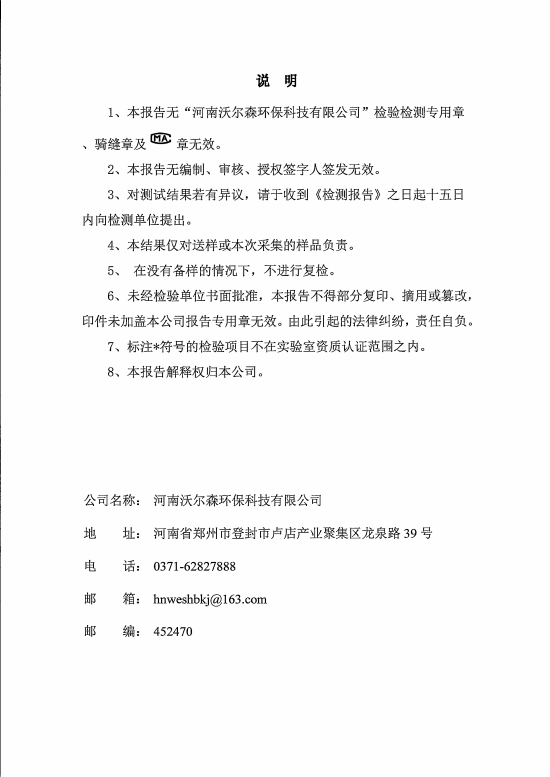 说 明
1、本报告无“河南沃尔森环保科技有限公司”检验检测专用章
、骑缝章及 MA 章无效。
2、本报告无编制、审核、授权签字人签发无效。
3、对测试结果若有异议，请于收到《检测报告》之日起十五日
内向检测单位提出。
4、本结果仅对送样或本次采集的样品负责。
5、 在没有备样的情况下，不进行复检。
6、未经检验单位书面批准，本报告不得部分复印、摘用或篡改，
印件未加盖本公司报告专用章无效。由此引起的法律纠纷，责任自负。
7、标注*符号的检验项目不在实验室资质认证范围之内。
8、本报告解释权归本公司。
公司名称： 河南沃尔森环保科技有限公司
地 址： 河南省郑州市登封市卢店产业聚集区龙泉路 39 号
电 话： 0371-62827888
邮 箱： hnweshbkj@163.com
邮 编： 452470